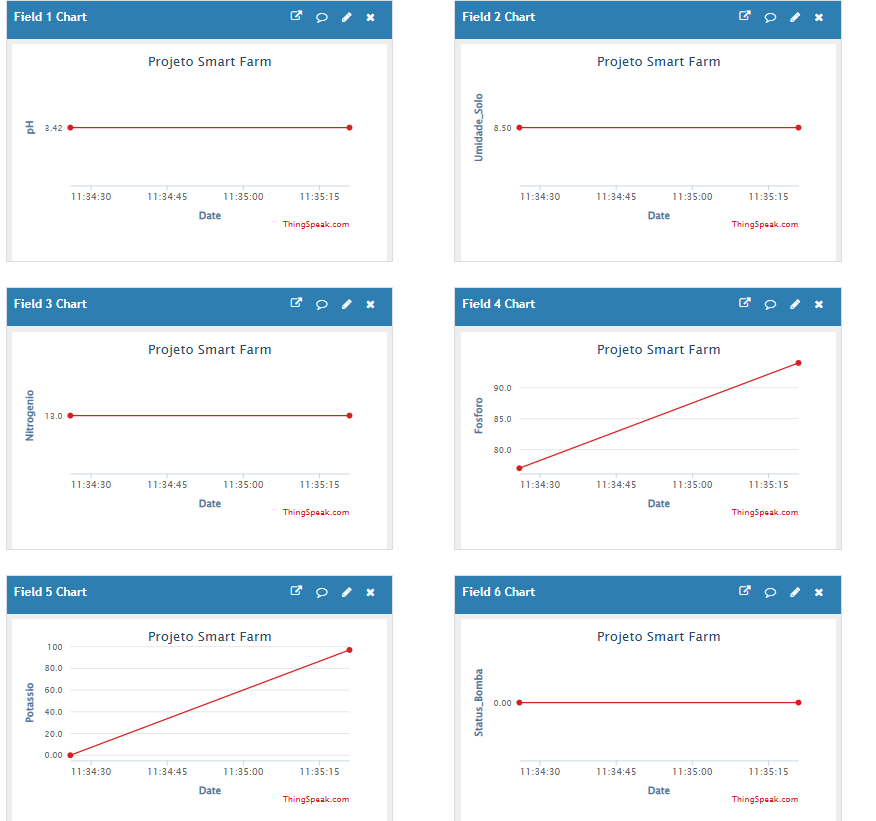 Field 1 Chart
Projeto Smart Farm
pH
3.42
11:34:30 11:34:45 11:35:00 11:35:15
Date
ThingSpeak.com
Field 2 Chart
Projeto Smart Farm
Umidade_Solo
8.50
11:34:30 11:34:45 11:35:00 11:35:15
Date
ThingSpeak.com
Field 3 Chart
Projeto Smart Farm
Nitrogenio
13.0
11:34:30 11:34:45 11:35:00 11:35:15
Date
ThingSpeak.com
Field 4 Chart
Projeto Smart Farm
Fosforo
90.0
85.0
80.0
11:34:30 11:34:45 11:35:00 11:35:15
Date
ThingSpeak.com
Field 5 Chart
Projeto Smart Farm
Potassio
100
80.0
60.0
40.0
20.0
0.00
11:34:30 11:34:45 11:35:00 11:35:15
Date
ThingSpeak.com
Field 6 Chart
Projeto Smart Farm
Status_Bomba
0.00
11:34:30 11:34:45 11:35:00 11:35:15
Date
ThingSpeak.com